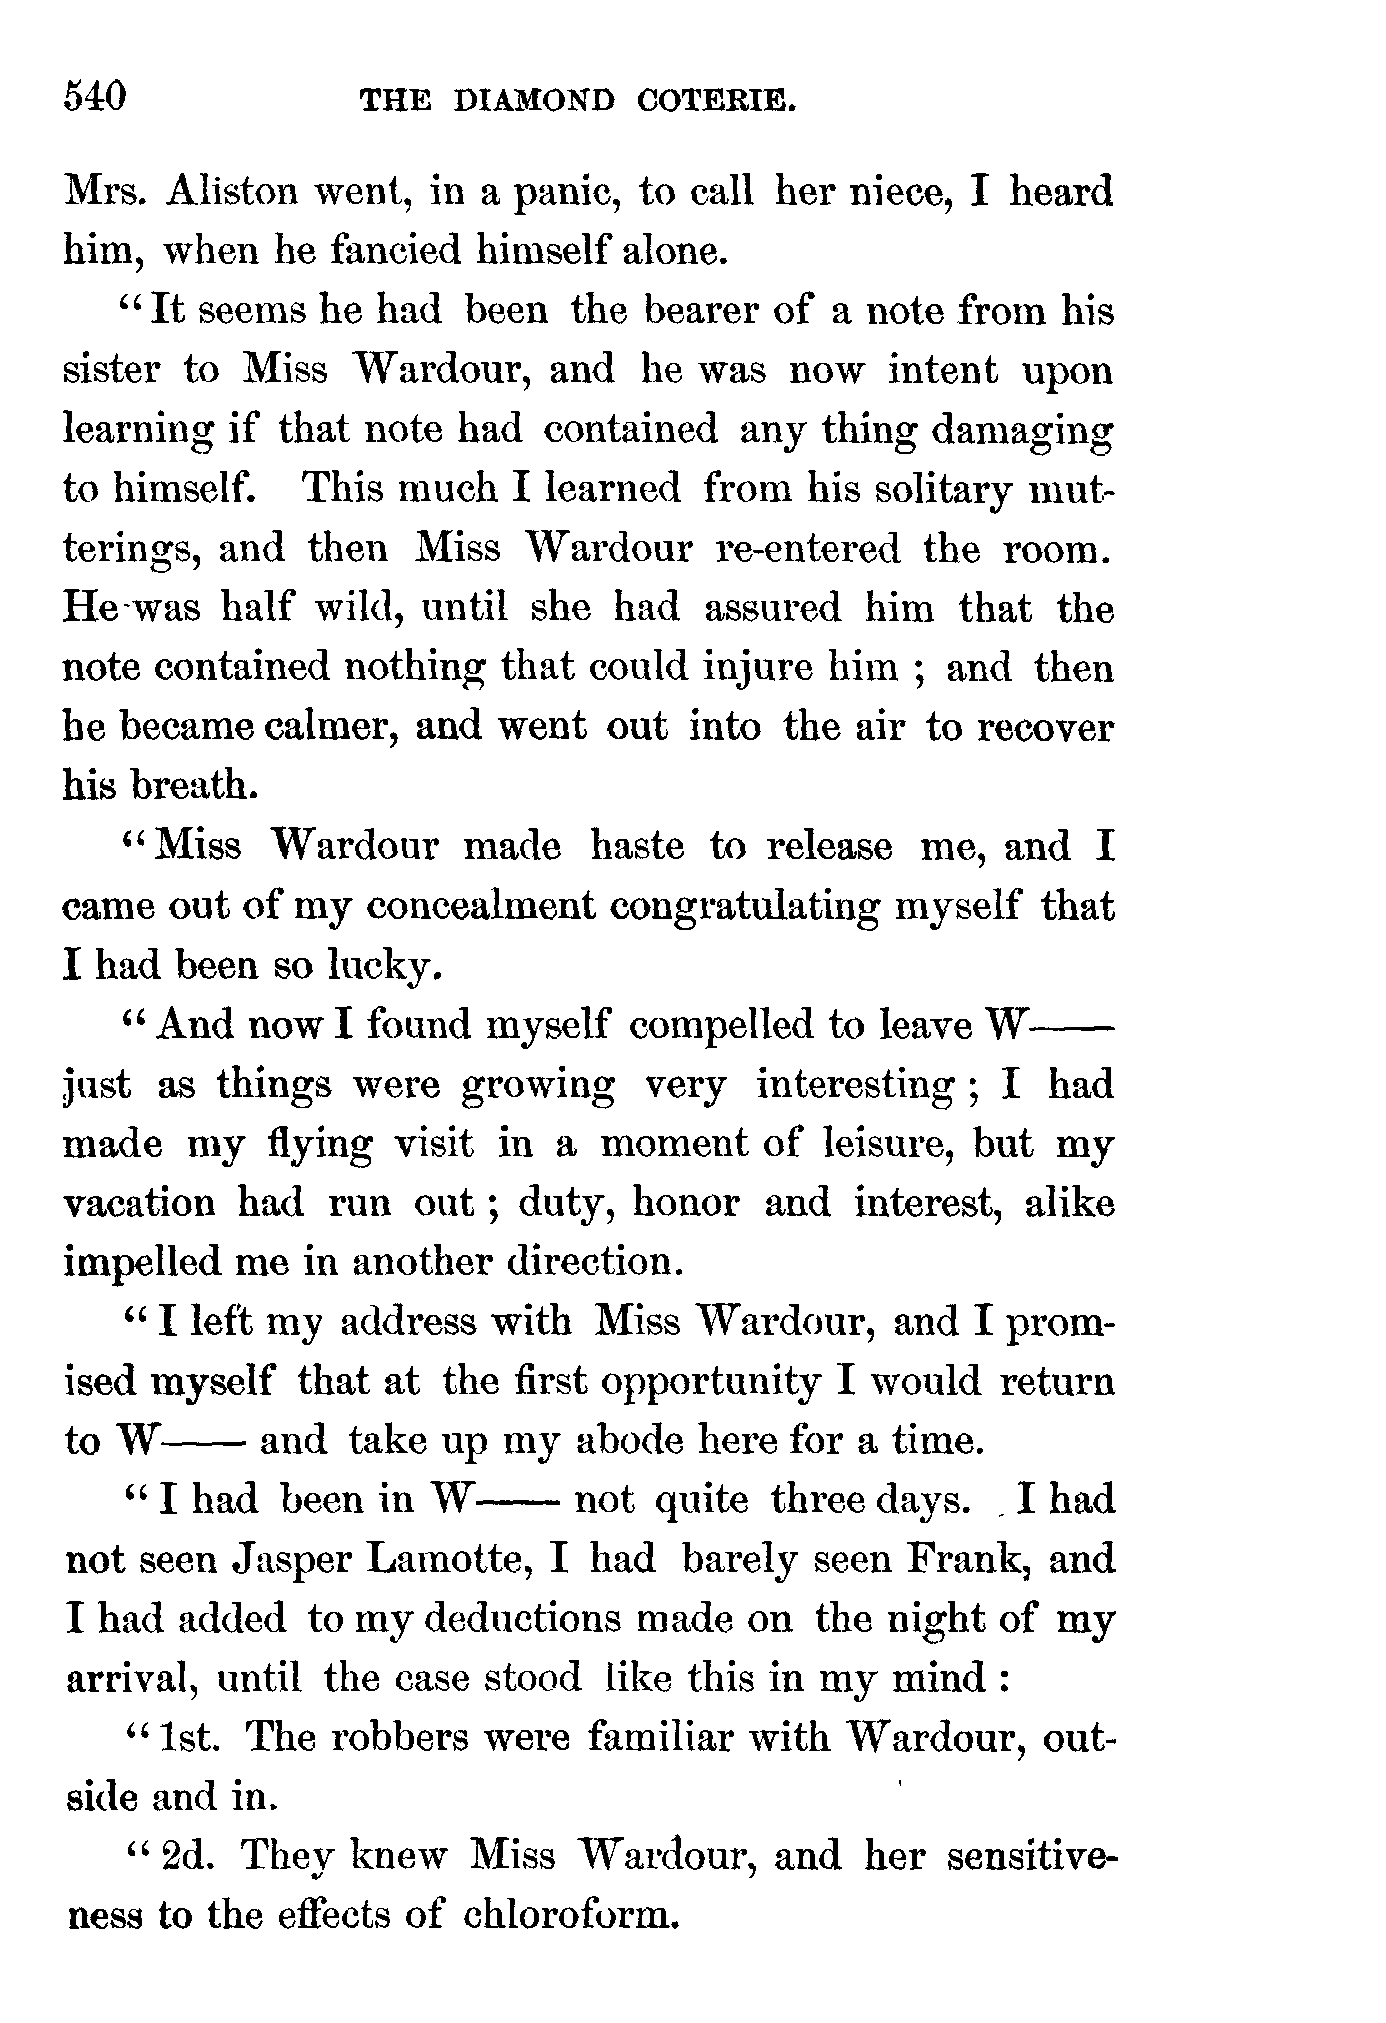 540 THE DIAMOND COTERIE.
Mrs. Aliston went, in a panic, to call her niece, I heard
him, when he fancied himself alone.
“It seems he had been the bearer of a note from his
sister to Miss Wardour, and he was now intent upon
learning if that note had contained any thing damaging
to himself. This much I learned from his solitary mut-
terings, and then Miss Wardour re-entered the room.
He was half wild, until she had assured him that the
note contained nothing that could injure him ; and then
he became calmer, and went out into the air to recover
his breath.
“Miss Wardour made haste to release me, and I
came out of my concealment congratulating myself that
I had been so lucky.
“And now I found myself compelled to leave W——
just as things were growing very interesting ; I had
made my flying visit in a moment of leisure, but my
vacation had run out ; duty, honor and interest, alike
impelled me in another direction.
“I left my address with Miss Wardour, and I prom-
ised myself that at the first opportunity I would return
to W—— and take up my abode here for a time.
“I had been in W—— not quite three days. I had
not seen Jasper Lamotte, I had barely seen Frank, and
I had added to my deductions made on the night of my
arrival, until the case stood like this in my mind :
“1st. The robbers were familiar with Wardour, out-
side and in.
“2d. They knew Miss Wardour, and her sensitive-
ness to the effects of chloroform.